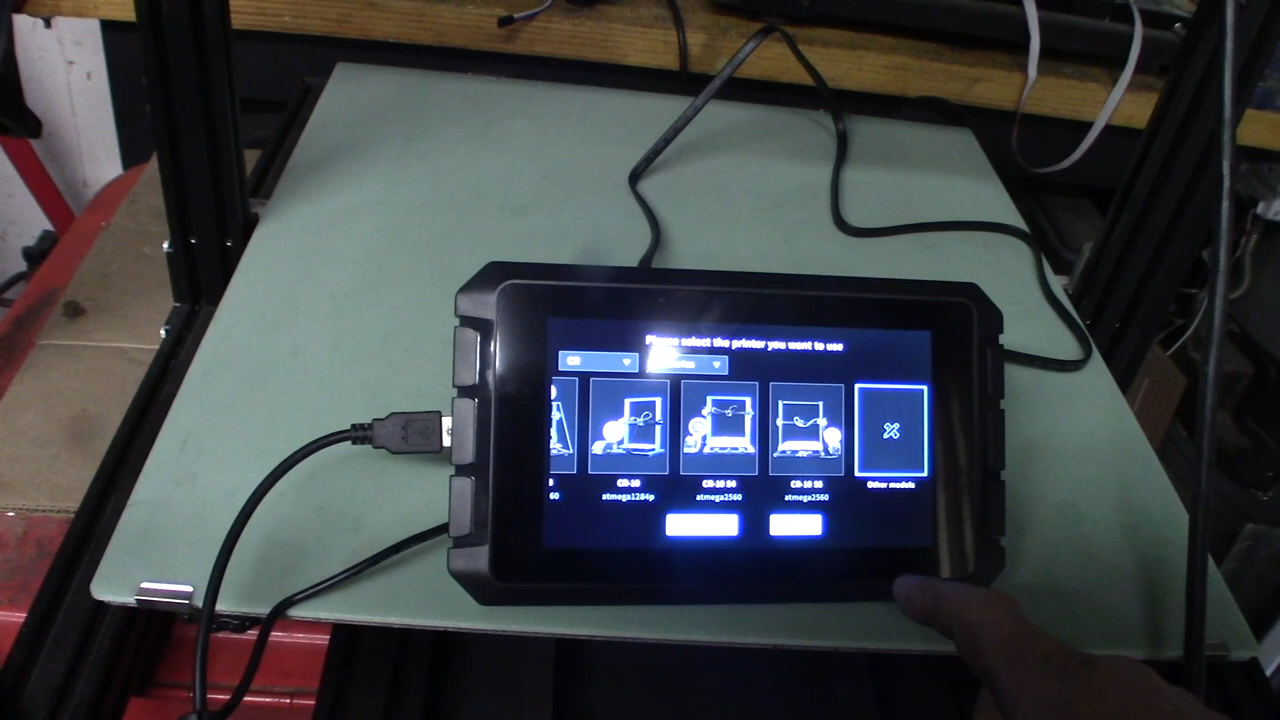 Please select the printer you want to use
CR
CR-10
CR-10 S4
CR-10 S5
Other models
60
atmega1284p
atmega2560
atmega2560